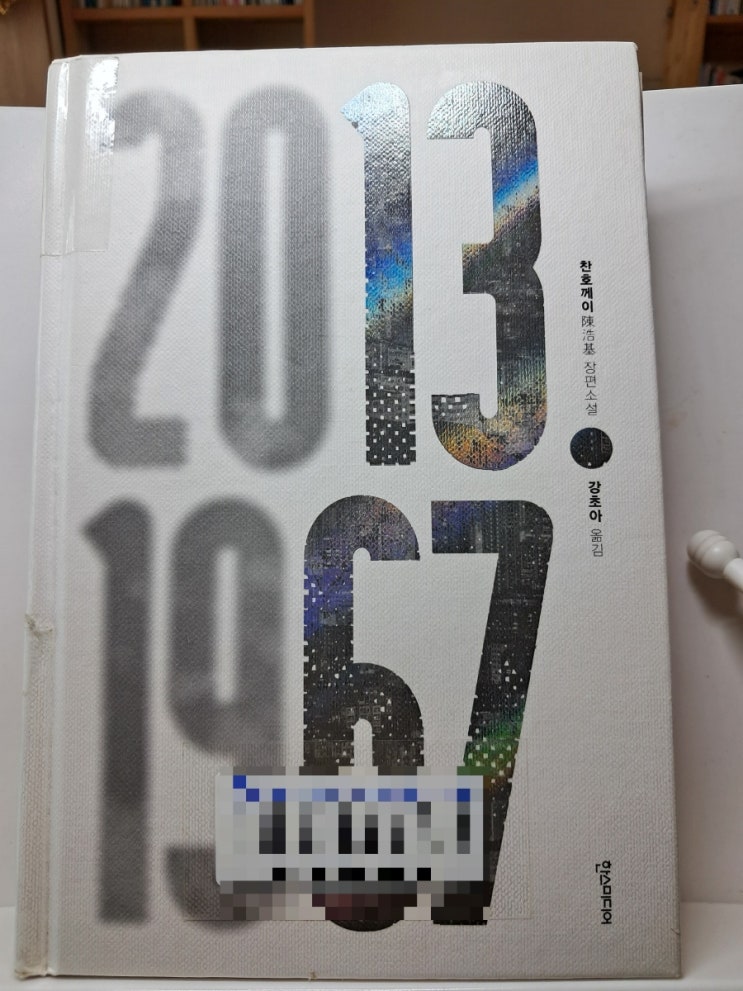 2013.
1967
찬호께이 陳浩基 장편소설
강초아 옮김
한스미디어